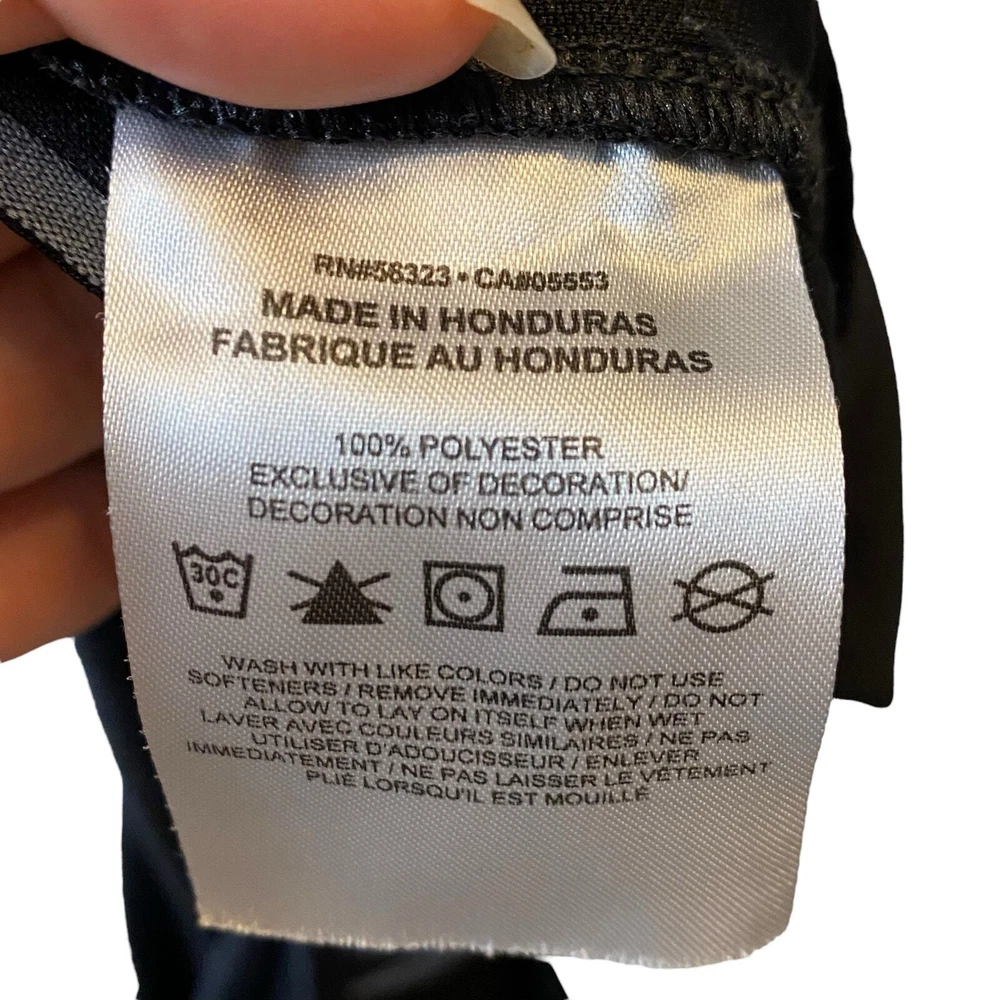 RN#56323 • CA#05553
MADE IN HONDURAS
FABRIQUE AU HONDURAS
100% POLYESTER
EXCLUSIVE OF DECORATION/
DECORATION NON COMPRISE
30C
WASH WITH LIKE COLORS / DO NOT USE
SOFTENERS / REMOVE IMMEDIATELY / DO NOT
ALLOW TO LAY ON ITSELF WHEN WET
LAVER AVEC COULEURS SIMILAIRES / NE PAS
UTILISER D'ADOUCISSEUR / ENLEVER
IMMEDIATEMENT / NE PAS LAISSER LE VÊTEMENT
PLIÉ LORSQU'IL EST MOUILLÉ